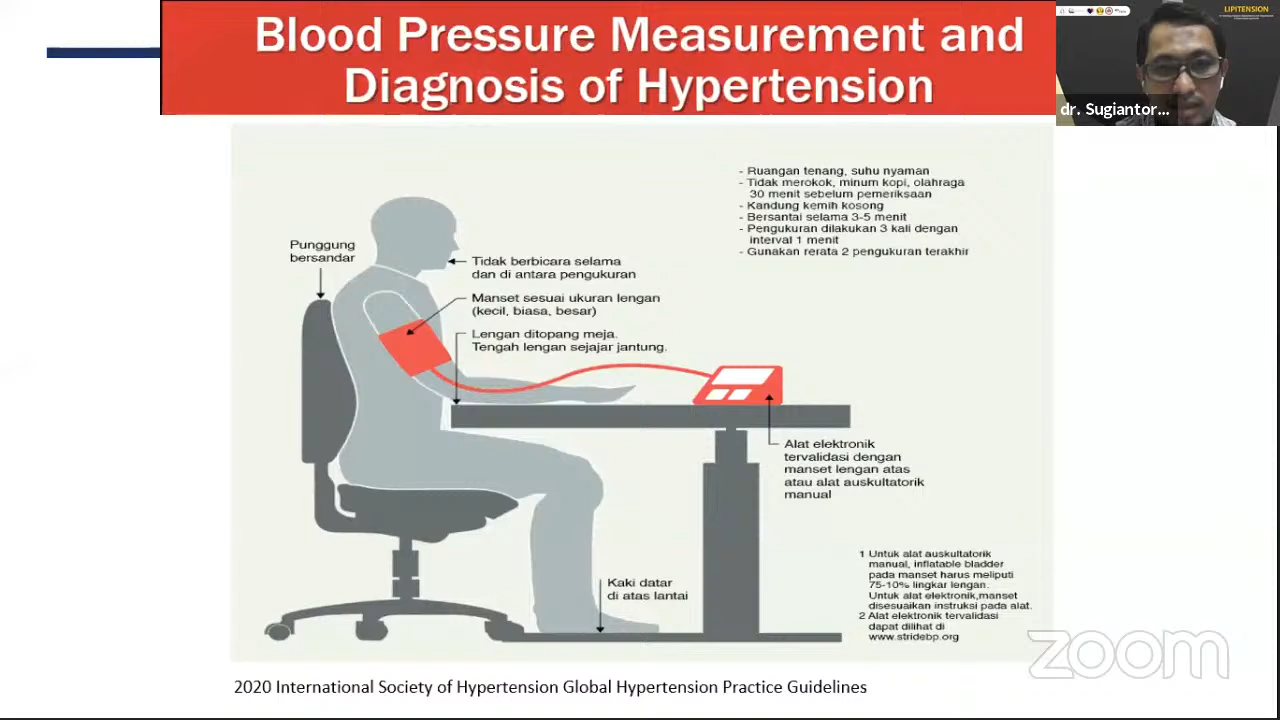 Blood Pressure Measurement and
Diagnosis of Hypertension
LIPITENSION
dr. Sugiantor...
- Ruangan tenang, suhu nyaman
- Tidak merokok, minum kopi, olahraga
30 menit sebelum pemeriksaan
- Kandung kemih kosong
- Bersantai selama 3-5 menit
- Pengukuran dilakukan 3 kali dengan
interval 1 menit
- Gunakan rerata 2 pengukuran terakhir
Punggung
bersandar
Tidak berbicara selama
dan di antara pengukuran
Manset sesuai ukuran lengan
(kecil, biasa, besar)
Lengan ditopang meja.
Tengah lengan sejajar jantung.
Alat elektronik
tervalidasi dengan
manset lengan atas
atau alat auskultatorik
manual
Kaki datar
di atas lantai
1 Untuk alat auskultatorik
manual, inflatable bladder
pada manset harus meliputi
75-10% lingkar lengan.
Untuk alat elektronik,manset
disesuaikan instruksi pada alat.
2 Alat elektronik tervalidasi
dapat dilihat di
www.stridebp.org
zoom
2020 International Society of Hypertension Global Hypertension Practice Guidelines